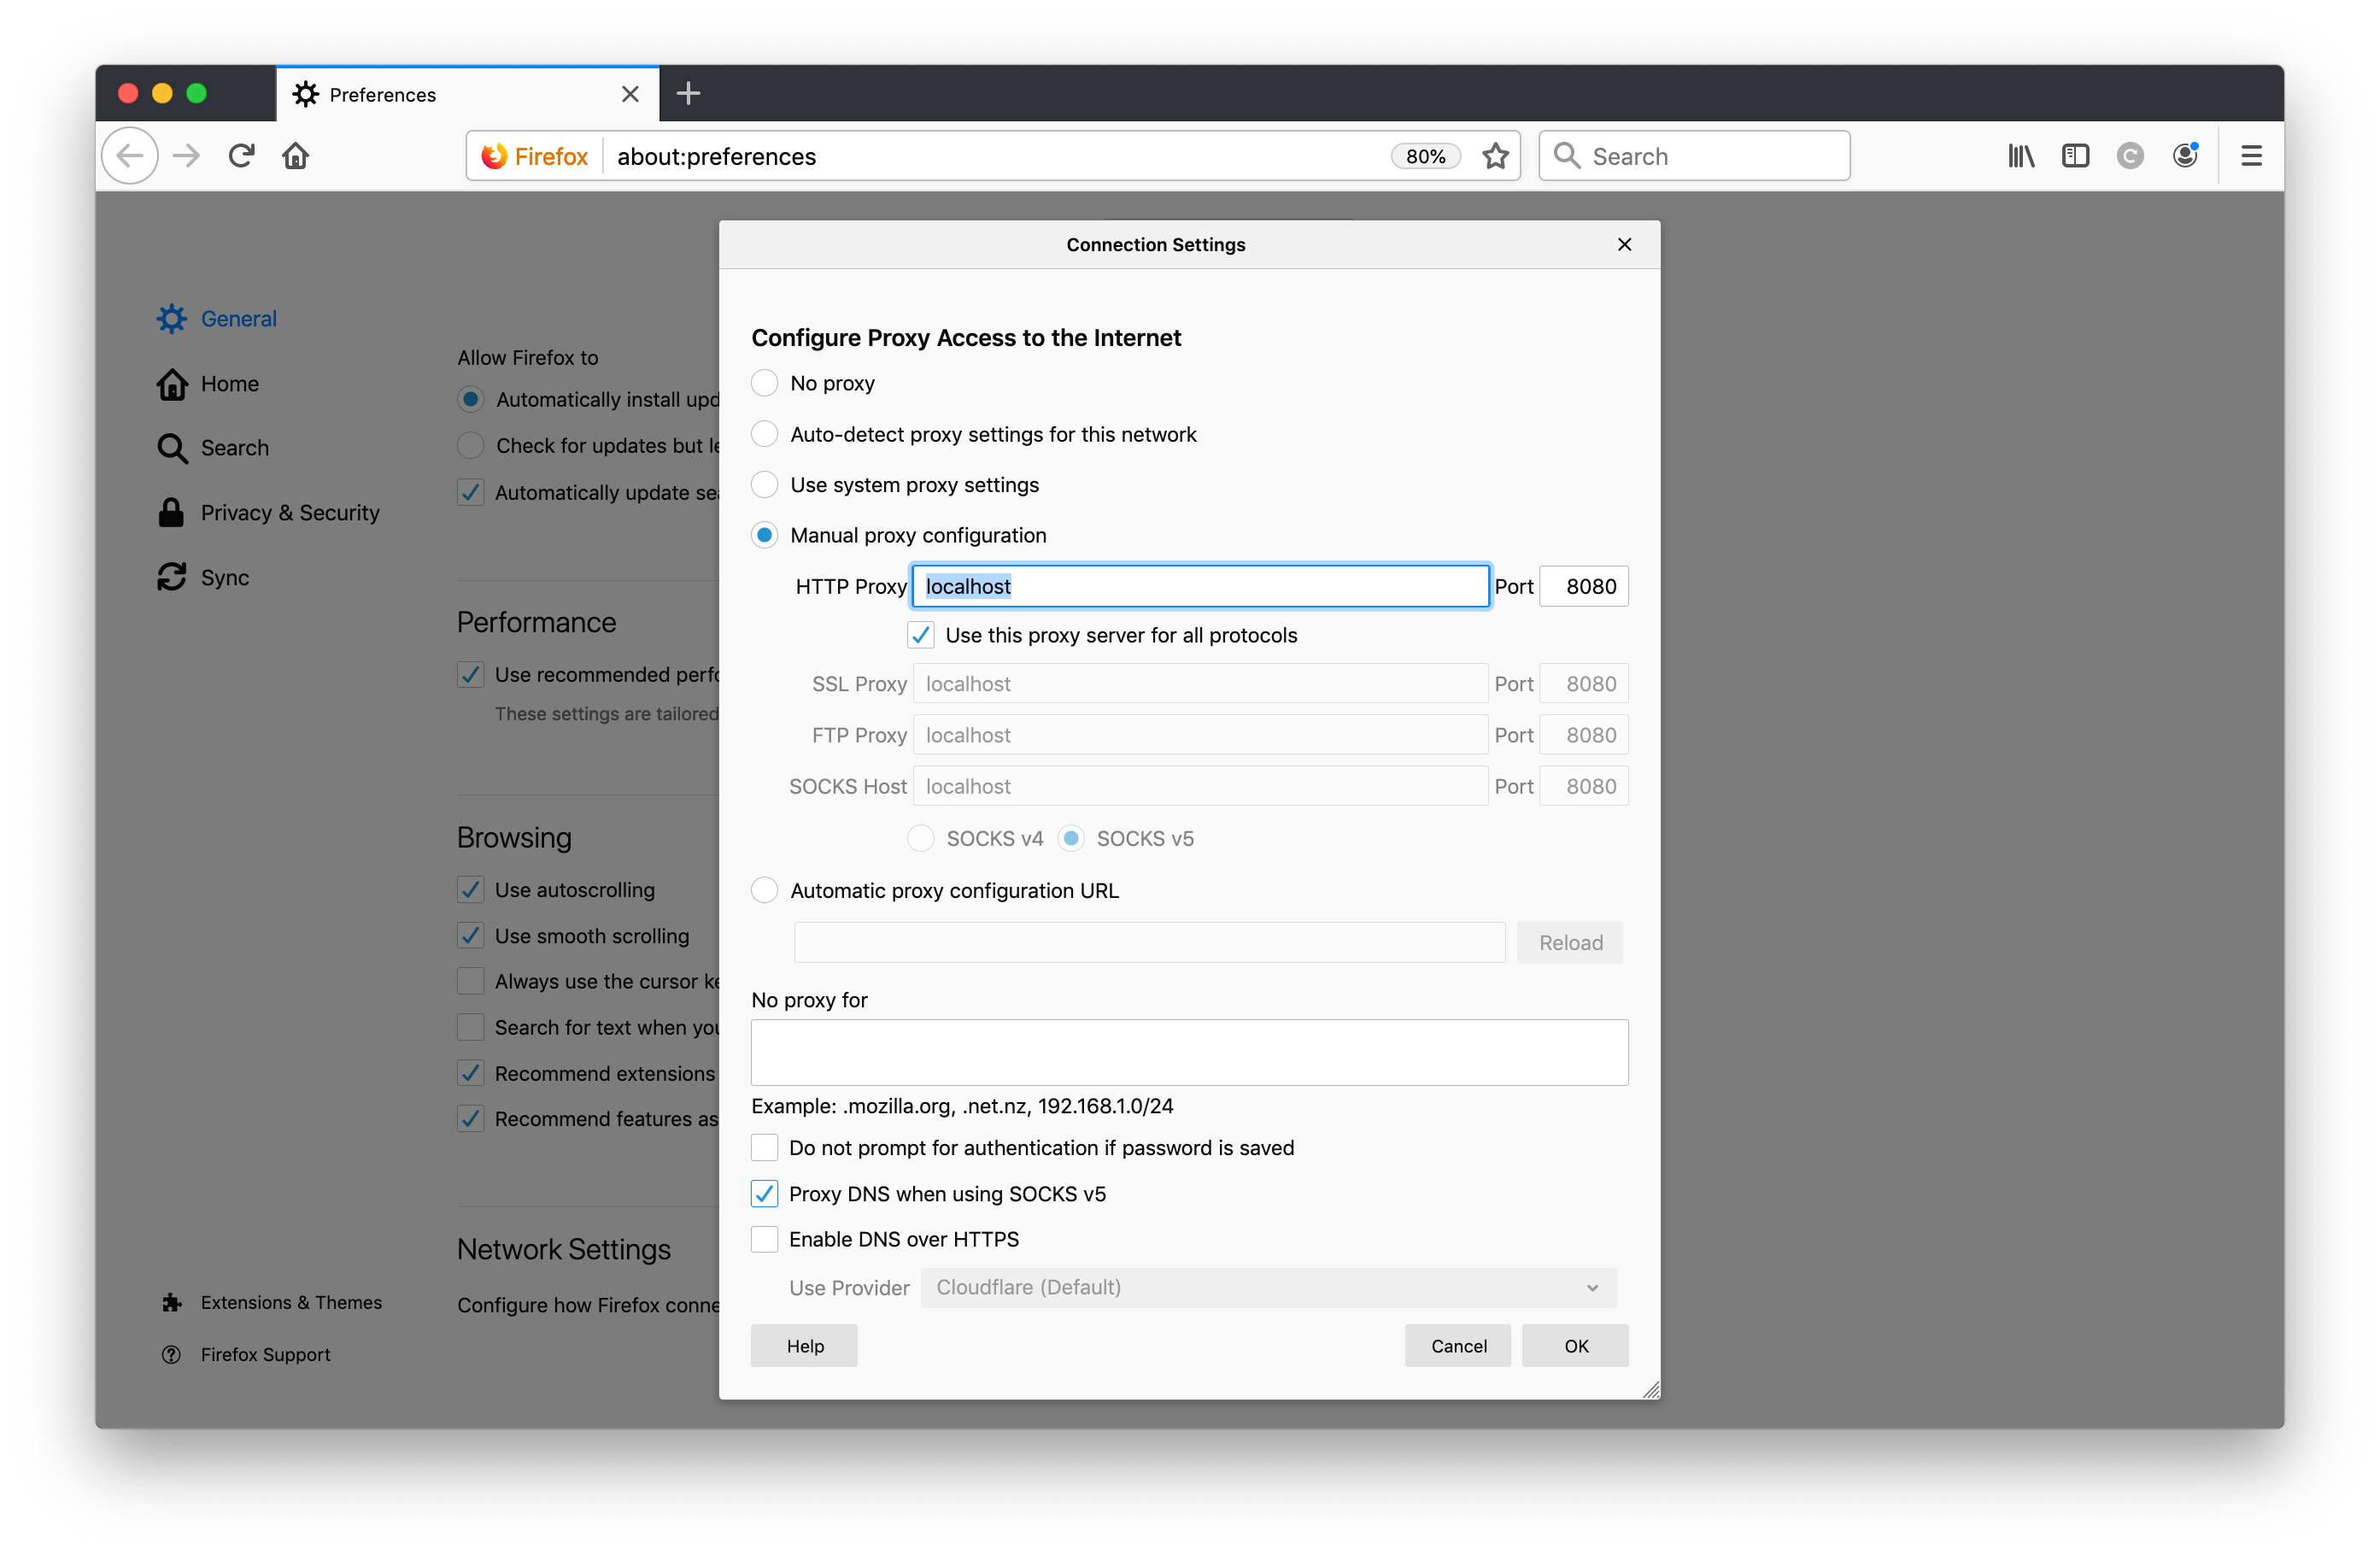 Preferences
Firefox about:preferences 80% Search
Connection Settings
General
Home
Search
Privacy & Security
Sync
Extensions & Themes
Firefox Support
Allow Firefox to
Automatically install upd
Check for updates but le
Automatically update sea
Performance
Use recommended perfo
These settings are tailored
Browsing
Use autoscrolling
Use smooth scrolling
Always use the cursor ke
Search for text when you
Recommend extensions
Recommend features as
Network Settings
Configure how Firefox conne
Configure Proxy Access to the Internet
No proxy
Auto-detect proxy settings for this network
Use system proxy settings
Manual proxy configuration
HTTP Proxy localhost Port 8080
Use this proxy server for all protocols
SSL Proxy localhost Port 8080
FTP Proxy localhost Port 8080
SOCKS Host localhost Port 8080
SOCKS v4 SOCKS v5
Automatic proxy configuration URL
Reload
No proxy for
Example: .mozilla.org, .net.nz, 192.168.1.0/24
Do not prompt for authentication if password is saved
Proxy DNS when using SOCKS v5
Enable DNS over HTTPS
Use Provider Cloudflare (Default)
Help Cancel OK